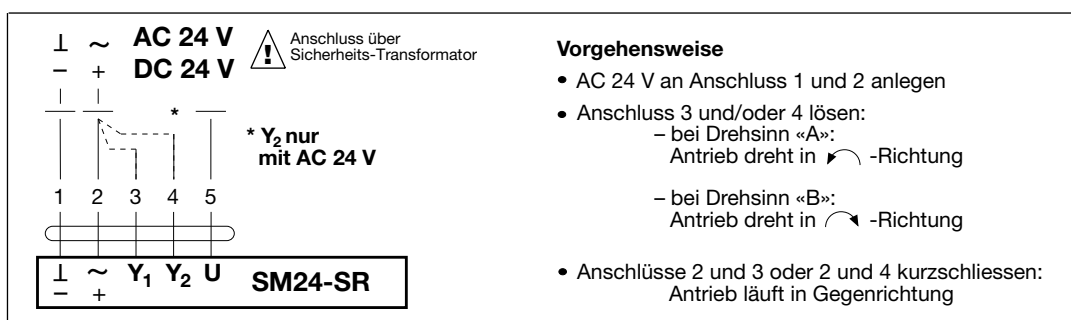 ⊥ ~ AC 24 V
− + DC 24 V
! Anschluss über
Sicherheits-Transformator
*
* Y₂ nur
mit AC 24 V
1 2 3 4 5
⊥ ~ Y₁ Y₂ U SM24-SR
− +
Vorgehensweise
• AC 24 V an Anschluss 1 und 2 anlegen
• Anschluss 3 und/oder 4 lösen:
– bei Drehsinn «A»:
Antrieb dreht in ↶ -Richtung
– bei Drehsinn «B»:
Antrieb dreht in ↷ -Richtung
• Anschlüsse 2 und 3 oder 2 und 4 kurzschliessen:
Antrieb läuft in Gegenrichtung